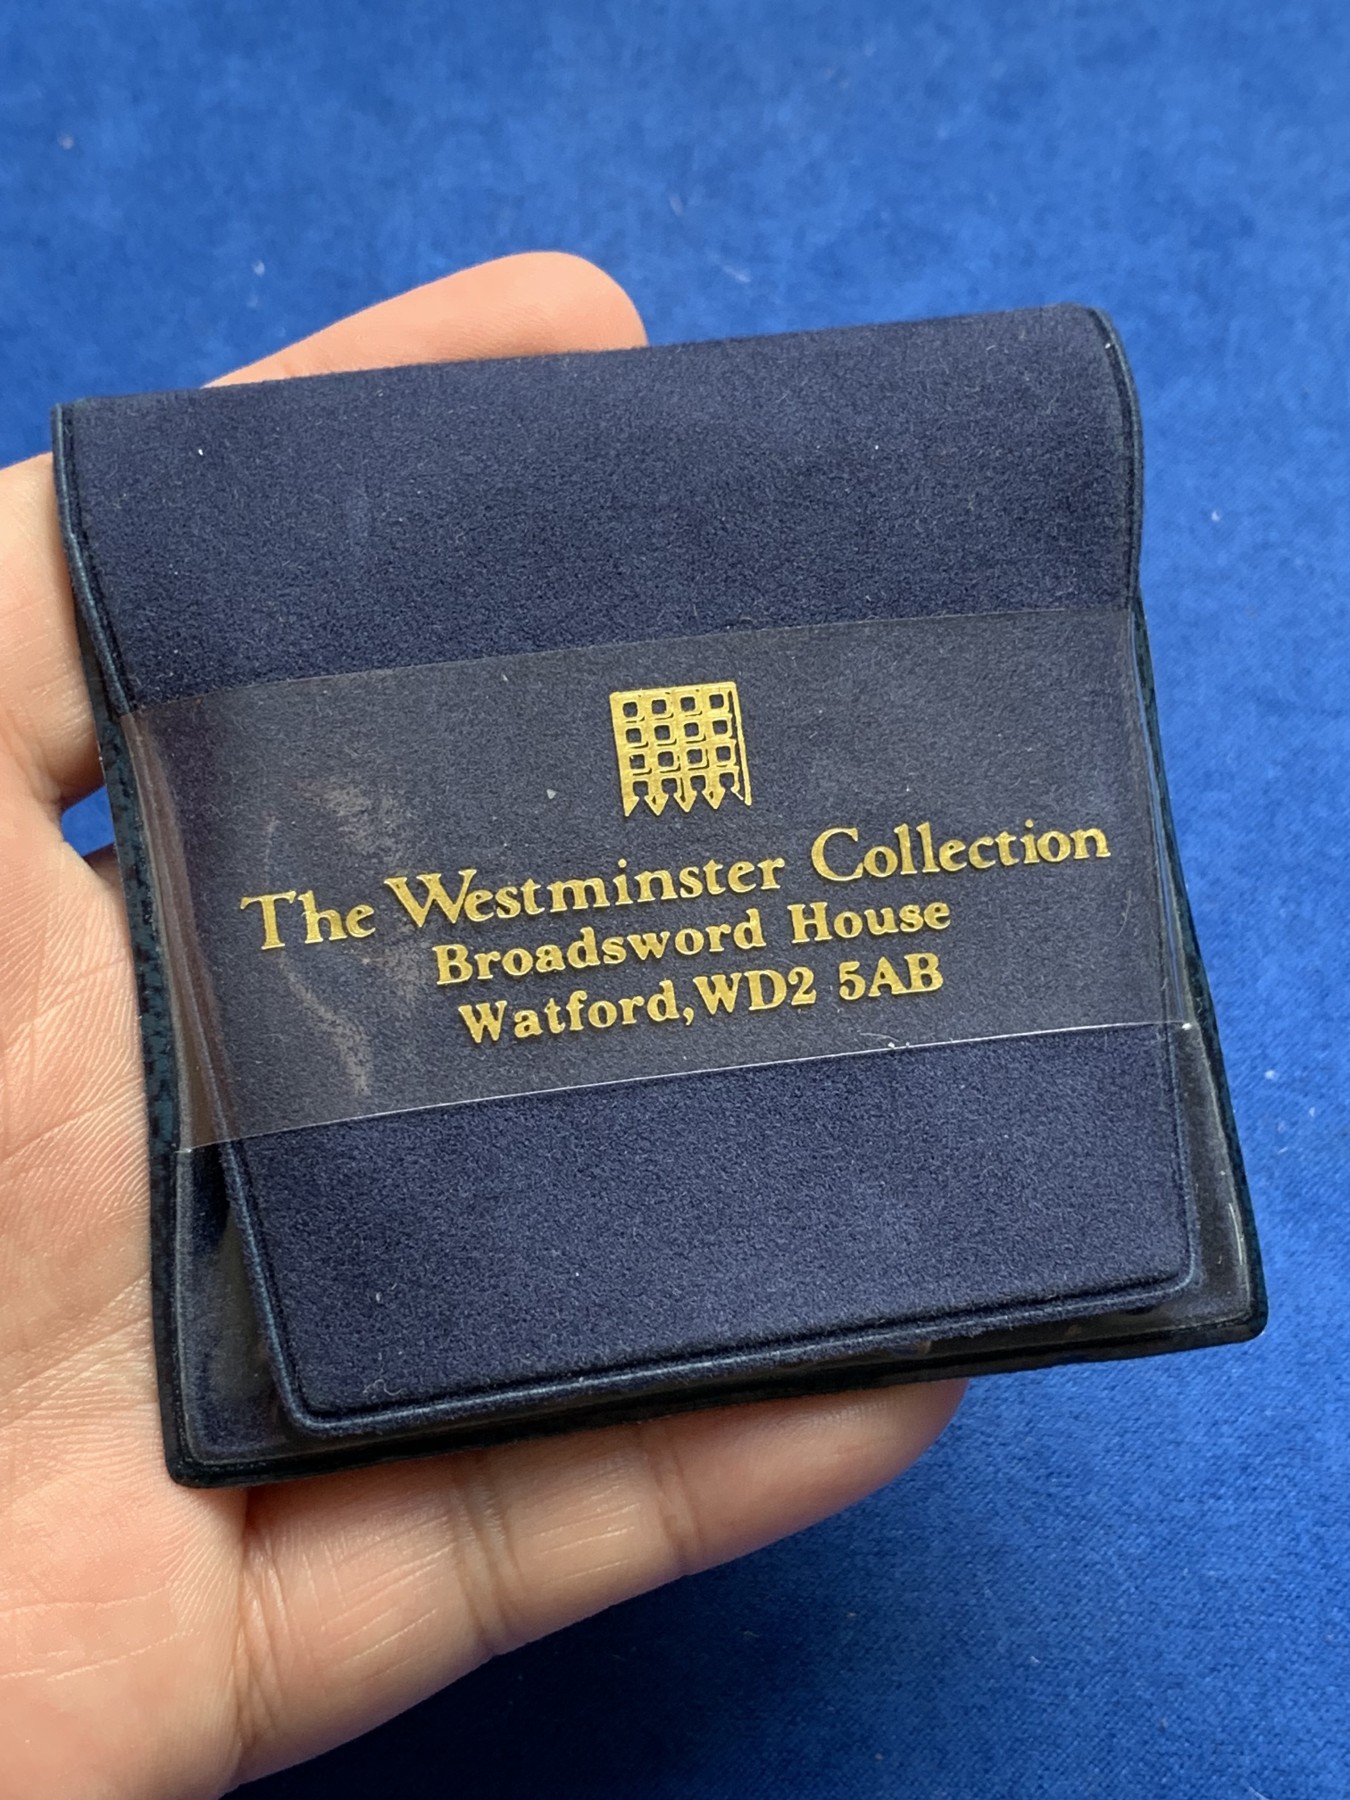 The Westminster Collection
Broadsword House
Watford, WD2 5AB